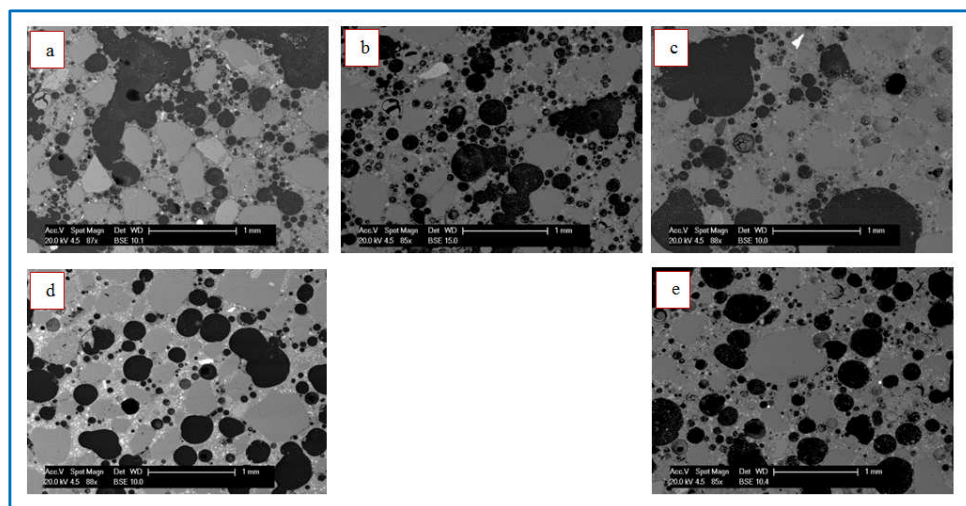 a
Acc.V Spot Magn Det WD 1 mm
20.0 kV 4.5 87x BSE 10.1
b
Acc.V Spot Magn Det WD 1 mm
20.0 kV 4.5 85x BSE 15.0
c
Acc.V Spot Magn Det WD 1 mm
20.0 kV 4.5 88x BSE 10.0
d
Acc.V Spot Magn Det WD 1 mm
20.0 kV 4.5 88x BSE 10.0
e
Acc.V Spot Magn Det WD 1 mm
20.0 kV 4.5 85x BSE 10.4